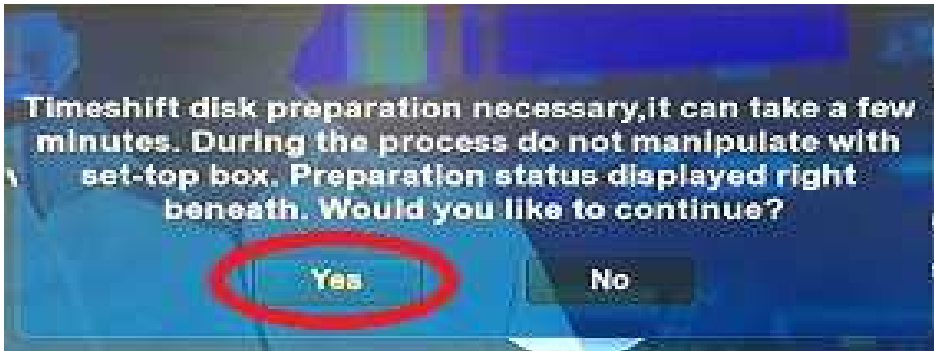 Timeshift disk preparation necessary,it can take a few
minutes. During the process do not manipulate with
set-top box. Preparation status displayed right
beneath. Would you like to continue?
Yes
No